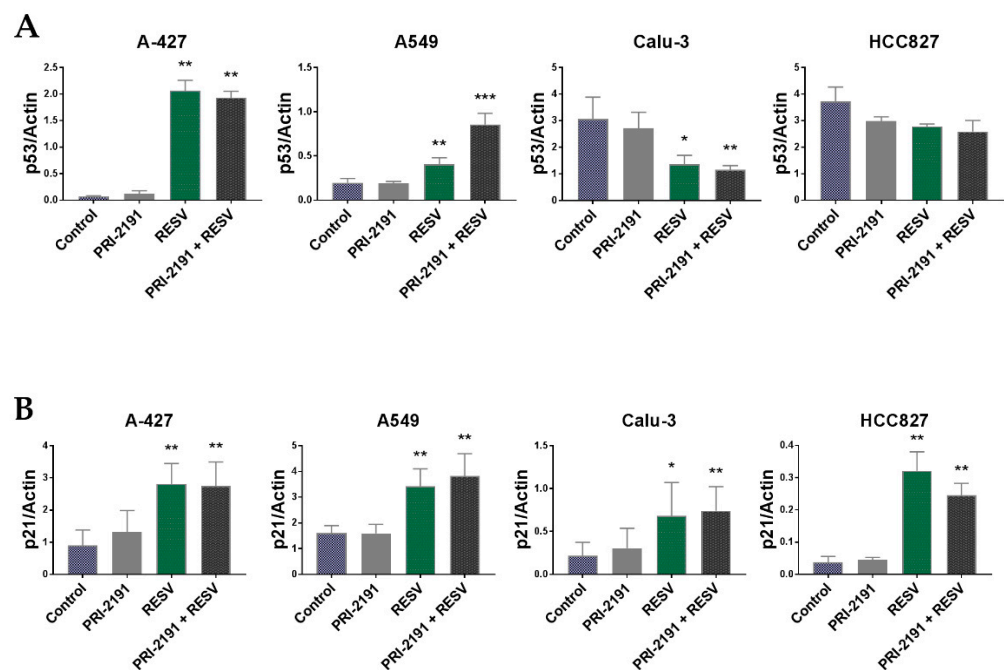 A
A-427
p53/Actin
2.5
2.0
1.5
1.0
0.5
0.0
**
**
Control
PRI-2191
RESV
PRI-2191 + RESV
A549
p53/Actin
1.5
1.0
0.5
0.0
**
***
Control
PRI-2191
RESV
PRI-2191 + RESV
Calu-3
p53/Actin
5
4
3
2
1
0
*
**
Control
PRI-2191
RESV
PRI-2191 + RESV
HCC827
p53/Actin
5
4
3
2
1
0
Control
PRI-2191
RESV
PRI-2191 + RESV
B
A-427
p21/Actin
4
3
2
1
0
**
**
Control
PRI-2191
RESV
PRI-2191 + RESV
A549
p21/Actin
5
4
3
2
1
0
**
**
Control
PRI-2191
RESV
PRI-2191 + RESV
Calu-3
p21/Actin
1.5
1.0
0.5
0.0
*
**
Control
PRI-2191
RESV
PRI-2191 + RESV
HCC827
p21/Actin
0.4
0.3
0.2
0.1
0.0
**
**
Control
PRI-2191
RESV
PRI-2191 + RESV